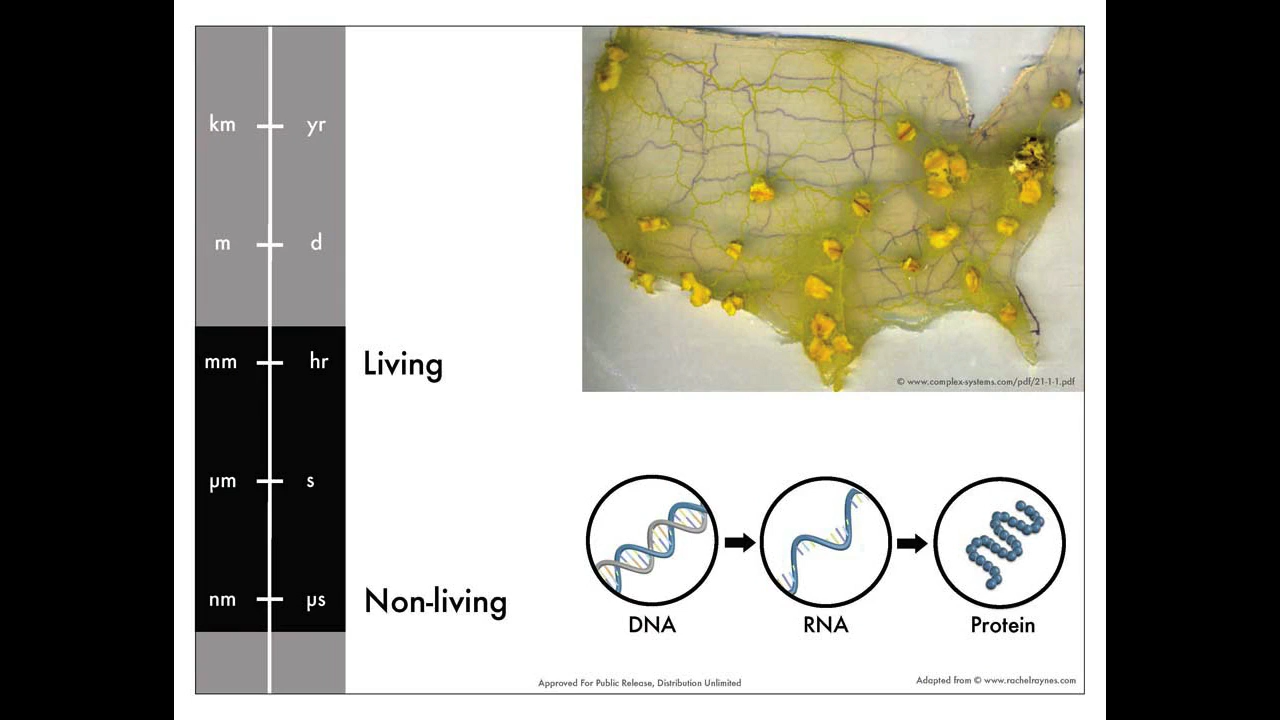 km yr
m d
mm hr
Living
µm s
nm µs
Non-living
© www.complex-systems.com/pdf/21-1-1.pdf
DNA
RNA
Protein
Approved For Public Release, Distribution Unlimited
Adapted from © www.rachelraynes.com